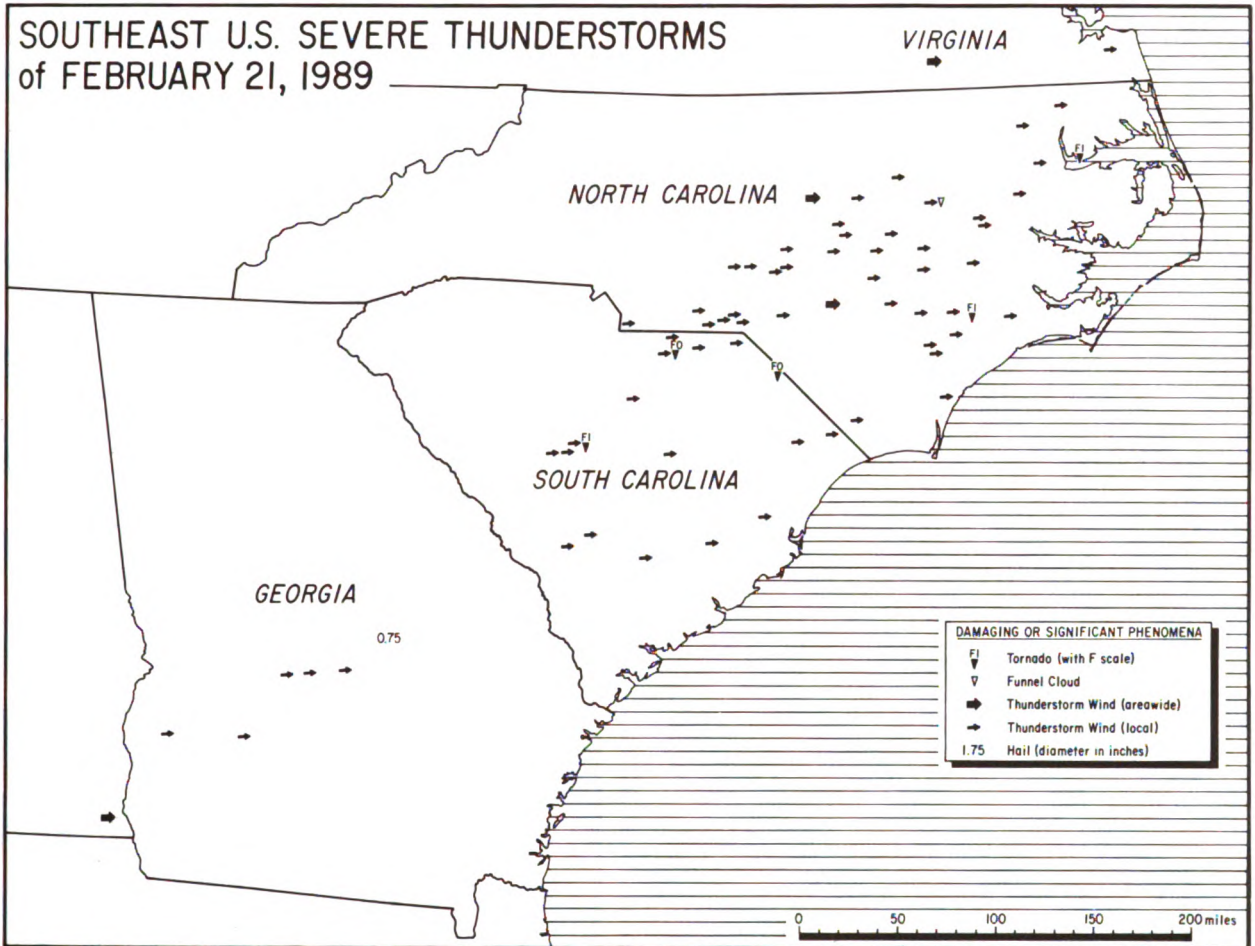 SOUTHEAST U.S. SEVERE THUNDERSTORMS
of FEBRUARY 21, 1989
VIRGINIA
F1
NORTH CAROLINA
F1
F0
F0
F1
SOUTH CAROLINA
GEORGIA
0.75
DAMAGING OR SIGNIFICANT PHENOMENA
F1 Tornado (with F scale)
Funnel Cloud
Thunderstorm Wind (areawide)
Thunderstorm Wind (local)
1.75 Hail (diameter in inches)
0 50 100 150 200 miles